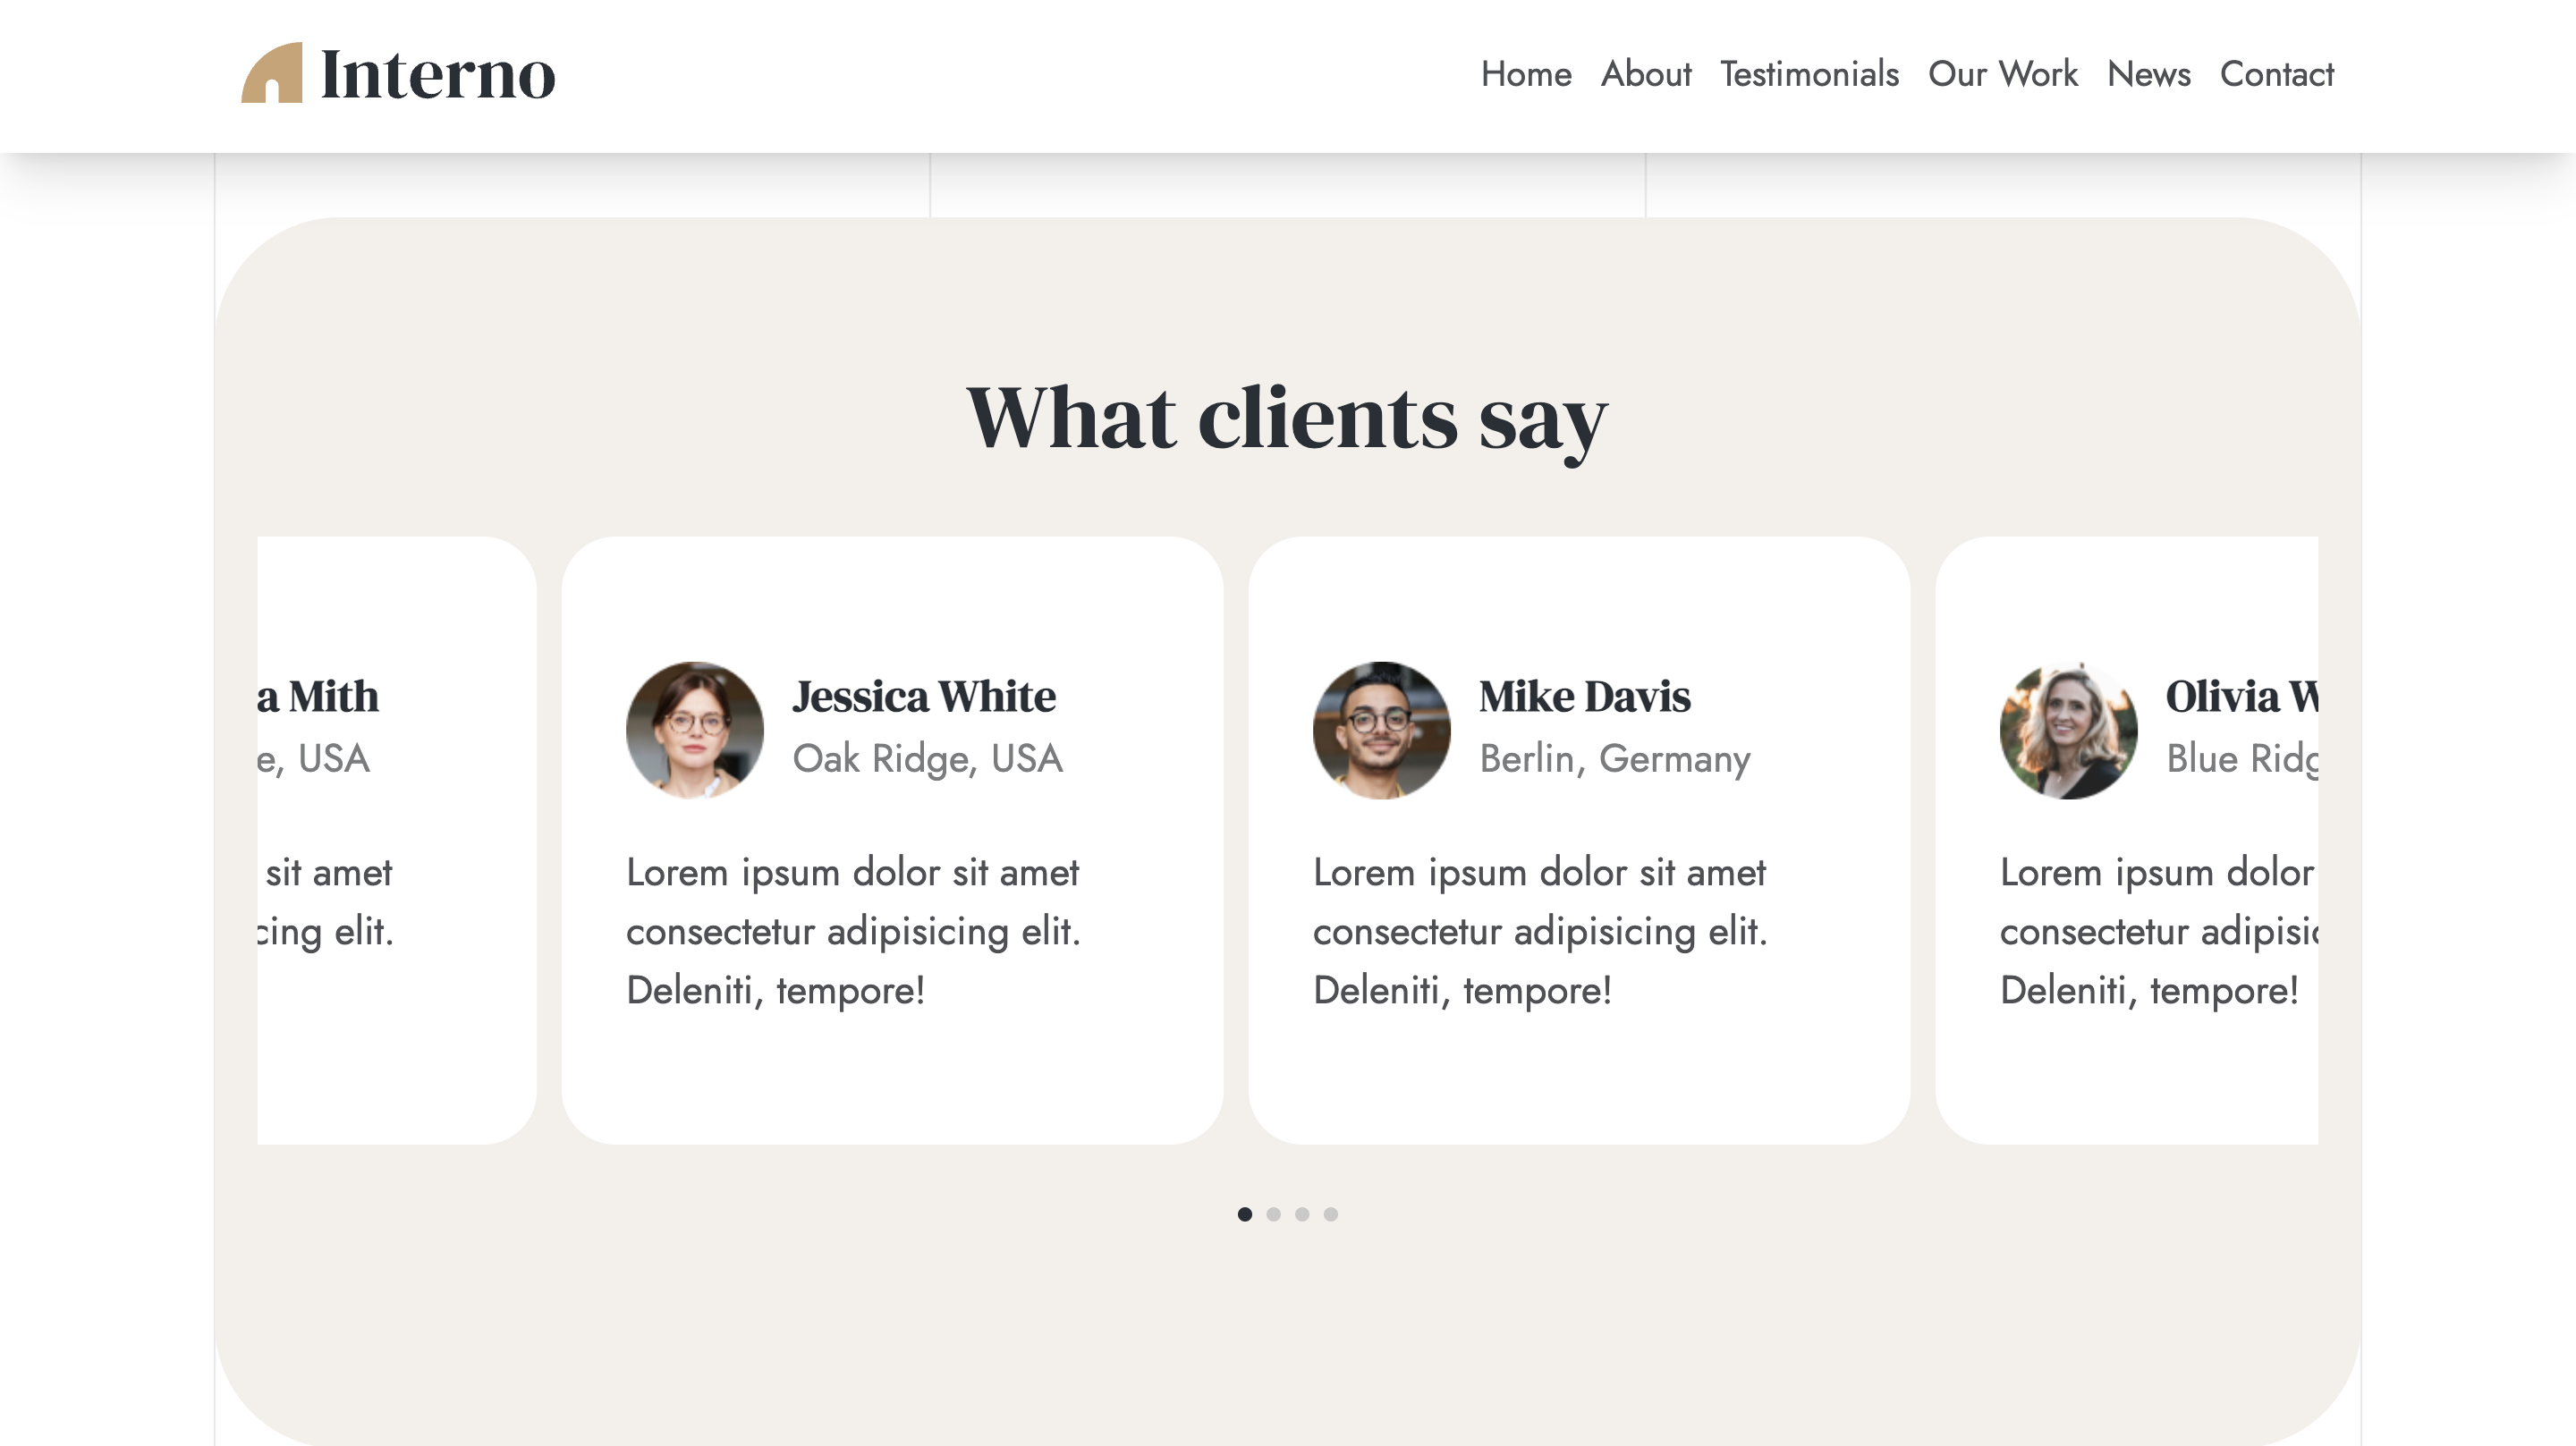 Interno
Home About Testimonials Our Work News Contact
What clients say
a Mith
e, USA
sit amet
cing elit.
Jessica White
Oak Ridge, USA
Lorem ipsum dolor sit amet
consectetur adipisicing elit.
Deleniti, tempore!
Mike Davis
Berlin, Germany
Lorem ipsum dolor sit amet
consectetur adipisicing elit.
Deleniti, tempore!
Olivia W
Blue Ridg
Lorem ipsum dolor
consectetur adipisic
Deleniti, tempore!